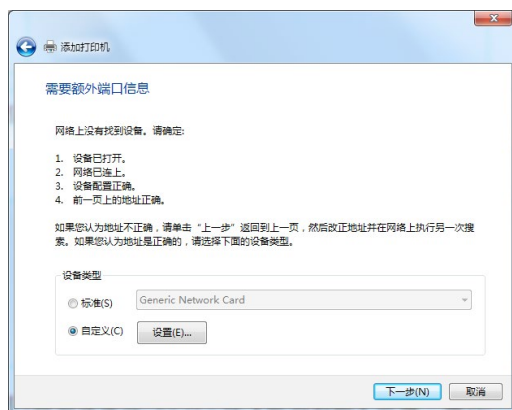 添加打印机
需要额外端口信息
网络上没有找到设备。请确定:
1. 设备已打开。
2. 网络已连上。
3. 设备配置正确。
4. 前一页上的地址正确。
如果您认为地址不正确，请单击“上一步”返回到上一页，然后改正地址并在网络上执行另一次搜
索。如果您认为地址是正确的，请选择下面的设备类型。
设备类型
标准(S)
Generic Network Card
自定义(C)
设置(E)...
下一步(N)
取消